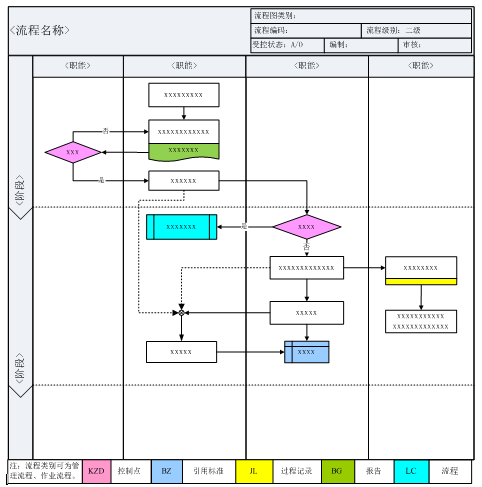 <流程名称>
流程图类别:
流程编码:
流程级别: 二级
受控状态: A/0
编制:
审核:
<职能>
<职能>
<职能>
<职能>
<阶段>
xxxxxxxxx
否
xxxxxxxxxxxx
xxx
xxxxxxx
是
xxxxxx
xxxxxxx
是
xxxx
否
xxxxxxxxxxxxx
xxxxxxxx
xxxxx
xxxxxxxxxxx
xxxxxxxxxxxxx
<阶段>
xxxxx
xxxx
注: 流程类别可为管
理流程、作业流程。
KZD
控制点
BZ
引用标准
JL
过程记录
BG
报告
LC
流程